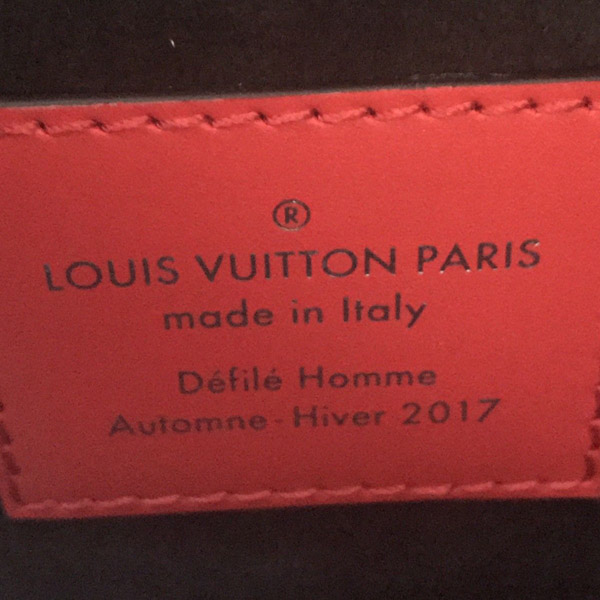 ®
LOUIS VUITTON PARIS
made in Italy
Défilé Homme
Automne-Hiver 2017